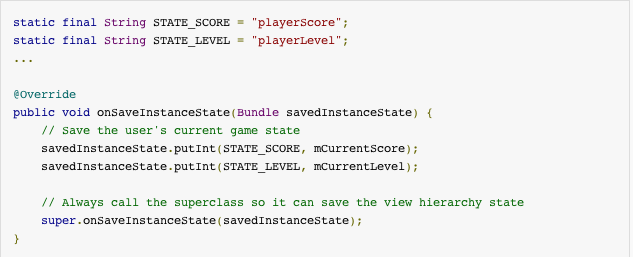 static final String STATE_SCORE = "playerScore";
static final String STATE_LEVEL = "playerLevel";
...
@Override
public void onSaveInstanceState(Bundle savedInstanceState) {
    // Save the user's current game state
    savedInstanceState.putInt(STATE_SCORE, mCurrentScore);
    savedInstanceState.putInt(STATE_LEVEL, mCurrentLevel);
    // Always call the superclass so it can save the view hierarchy state
    super.onSaveInstanceState(savedInstanceState);
}